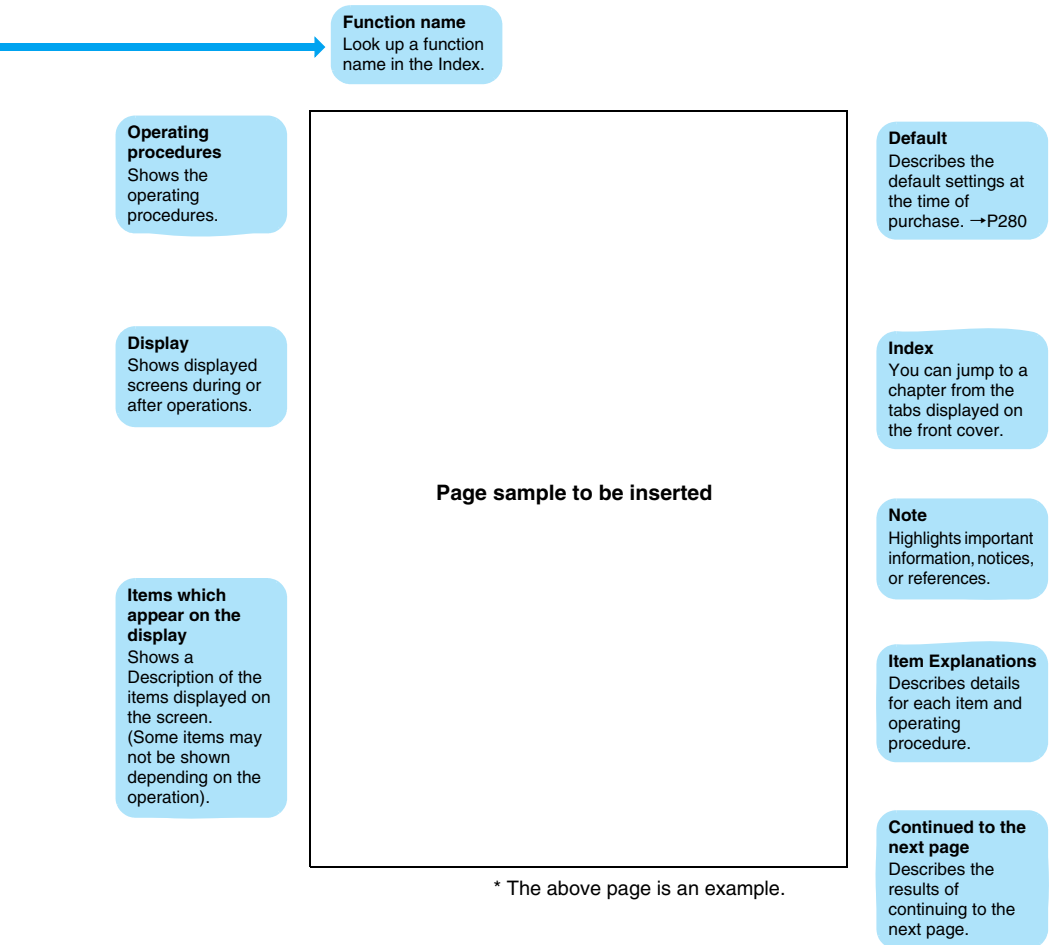 Function name
Look up a function
name in the Index.
Operating
procedures
Shows the
operating
procedures.
Display
Shows displayed
screens during or
after operations.
Items which
appear on the
display
Shows a
Description of the
items displayed on
the screen.
(Some items may
not be shown
depending on the
operation).
Page sample to be inserted
* The above page is an example.
Default
Describes the
default settings at
the time of
purchase. →P280
Index
You can jump to a
chapter from the
tabs displayed on
the front cover.
Note
Highlights important
information, notices,
or references.
Item Explanations
Describes details
for each item and
operating
procedure.
Continued to the
next page
Describes the
results of
continuing to the
next page.